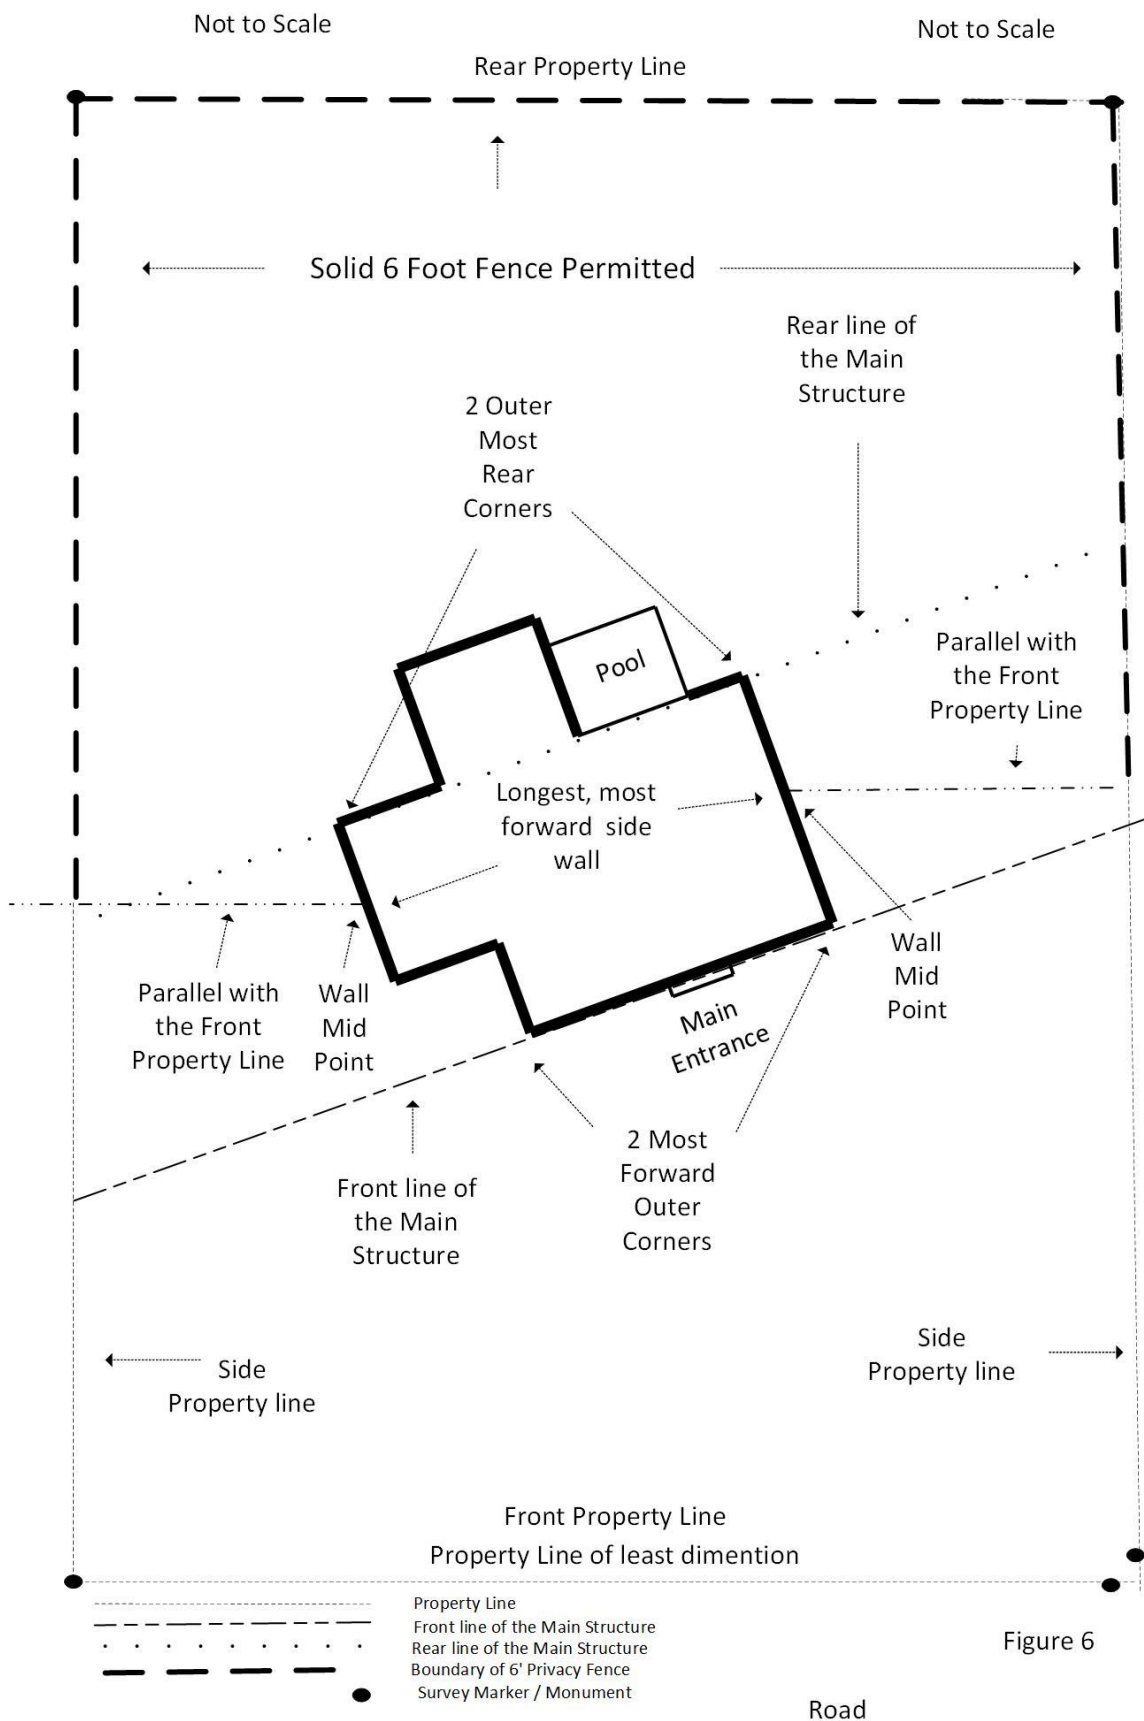 Not to Scale
Not to Scale
Rear Property Line
Solid 6 Foot Fence Permitted
Rear line of
the Main
Structure
2 Outer
Most
Rear
Corners
Parallel with
the Front
Property Line
Pool
Longest, most
forward side
wall
Parallel with
the Front
Property Line
Wall
Mid
Point
Wall
Mid
Point
Main
Entrance
2 Most
Forward
Outer
Corners
Front line of
the Main
Structure
Side
Property line
Side
Property line
Front Property Line
Property Line of least dimention
Property Line
Front line of the Main Structure
Rear line of the Main Structure
Boundary of 6' Privacy Fence
Survey Marker / Monument
Figure 6
Road